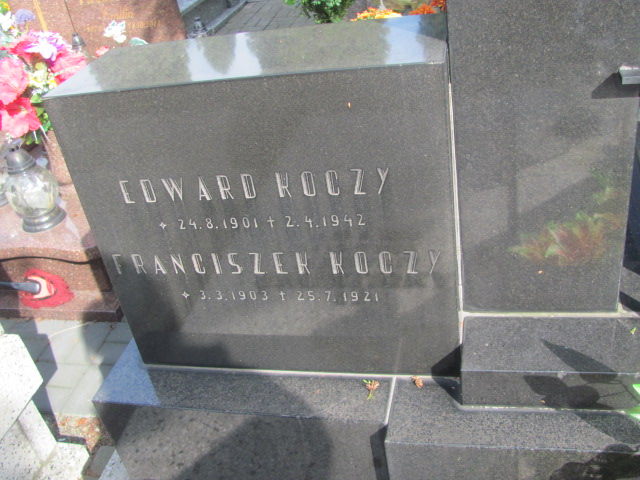 EDWARD KOCZY
✧ 24.8.1901 ✝ 2.4.1942
FRANCISZEK KOCZY
✧ 3.3.1903 ✝ 25.7.1921